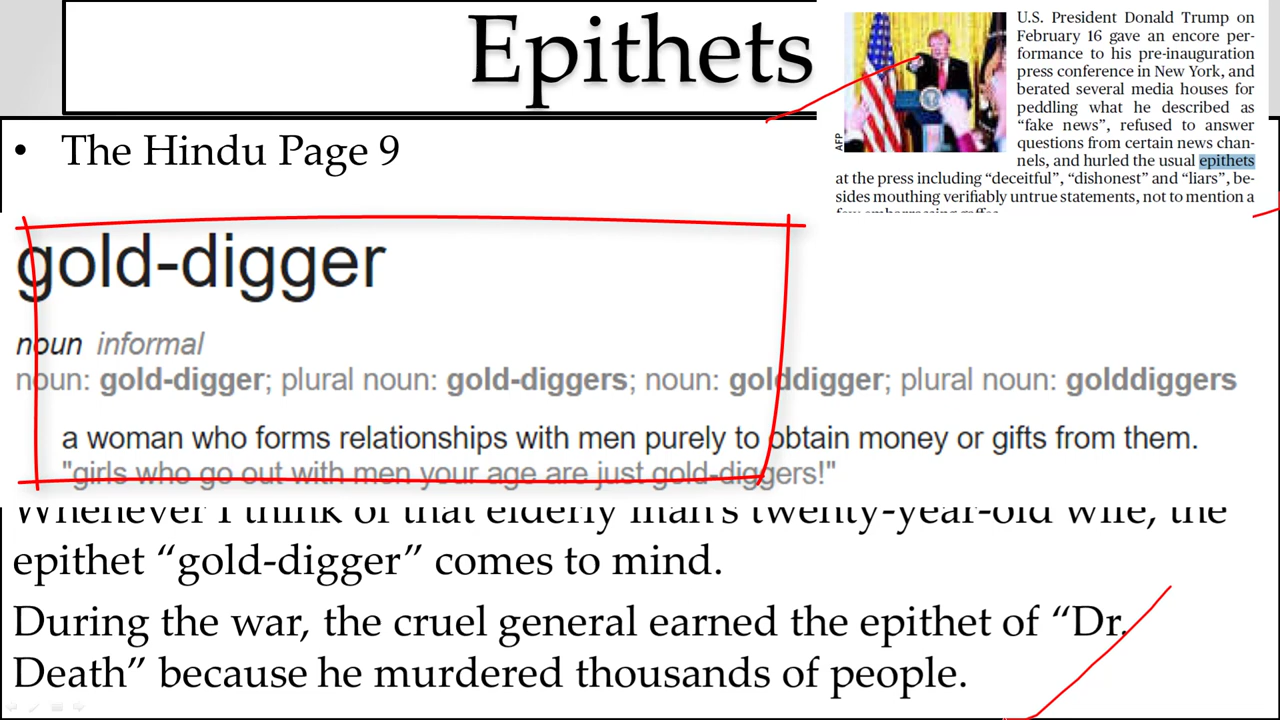 Epithets
U.S. President Donald Trump on
February 16 gave an encore per-
formance to his pre-inauguration
press conference in New York, and
berated several media houses for
peddling what he described as
“fake news”, refused to answer
questions from certain news chan-
nels, and hurled the usual epithets
at the press including “deceitful”, “dishonest” and “liars”, be-
sides mouthing verifiably untrue statements, not to mention a
few embarrassing gaffes
AFP
• The Hindu Page 9
gold-digger
noun informal
noun: gold-digger; plural noun: gold-diggers; noun: golddigger; plural noun: golddiggers
a woman who forms relationships with men purely to obtain money or gifts from them.
"girls who go out with men your age are just gold-diggers!"
Whenever I think of that elderly man's twenty-year-old wife, the
epithet “gold-digger” comes to mind.
During the war, the cruel general earned the epithet of “Dr.
Death” because he murdered thousands of people.